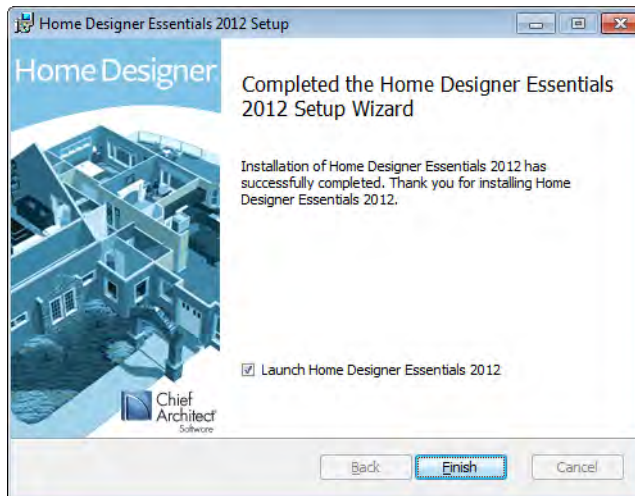 Home Designer Essentials 2012 Setup
Home Designer
Completed the Home Designer Essentials
2012 Setup Wizard
Installation of Home Designer Essentials 2012 has
successfully completed. Thank you for installing Home
Designer Essentials 2012.
Launch Home Designer Essentials 2012
Chief
Architect
Software
Back
Finish
Cancel